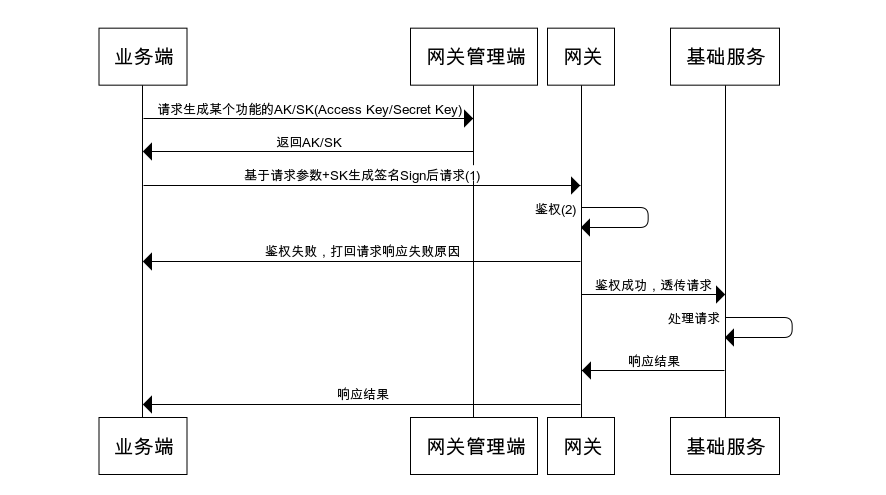 业务端
网关管理端
网关
基础服务
请求生成某个功能的AK/SK(Access Key/Secret Key)
返回AK/SK
基于请求参数+SK生成签名Sign后请求(1)
鉴权(2)
鉴权失败，打回请求响应失败原因
鉴权成功，透传请求
处理请求
响应结果
响应结果
业务端
网关管理端
网关
基础服务